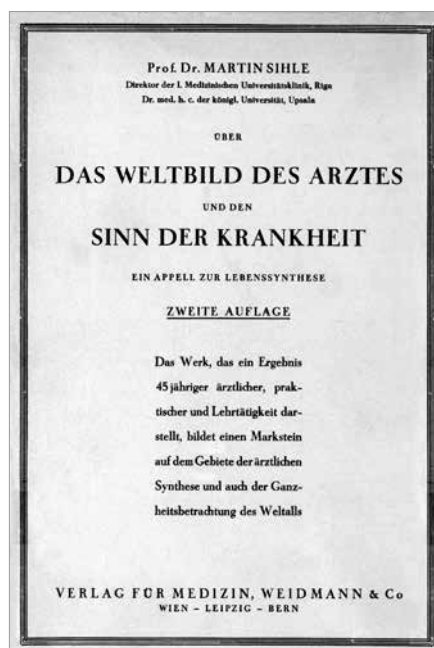 Prof. Dr. MARTIN SIHLE
Direktor der I. Medizinischen Universitätsklinik, Riga
Dr. med. h. c. der königl. Universität, Upsala
ÜBER
DAS WELTBILD DES ARZTES
UND DEN
SINN DER KRANKHEIT
EIN APPELL ZUR LEBENSSYNTHESE
ZWEITE AUFLAGE
Das Werk, das ein Ergebnis
45 jähriger ärztlicher, prak-
tischer und Lehrtätigkeit dar-
stellt, bildet einen Markstein
auf dem Gebiete der ärztlichen
Synthese und auch der Ganz-
heitsbetrachtung des Weltalls
VERLAG FÜR MEDIZIN, WEIDMANN & Co
WIEN – LEIPZIG – BERN